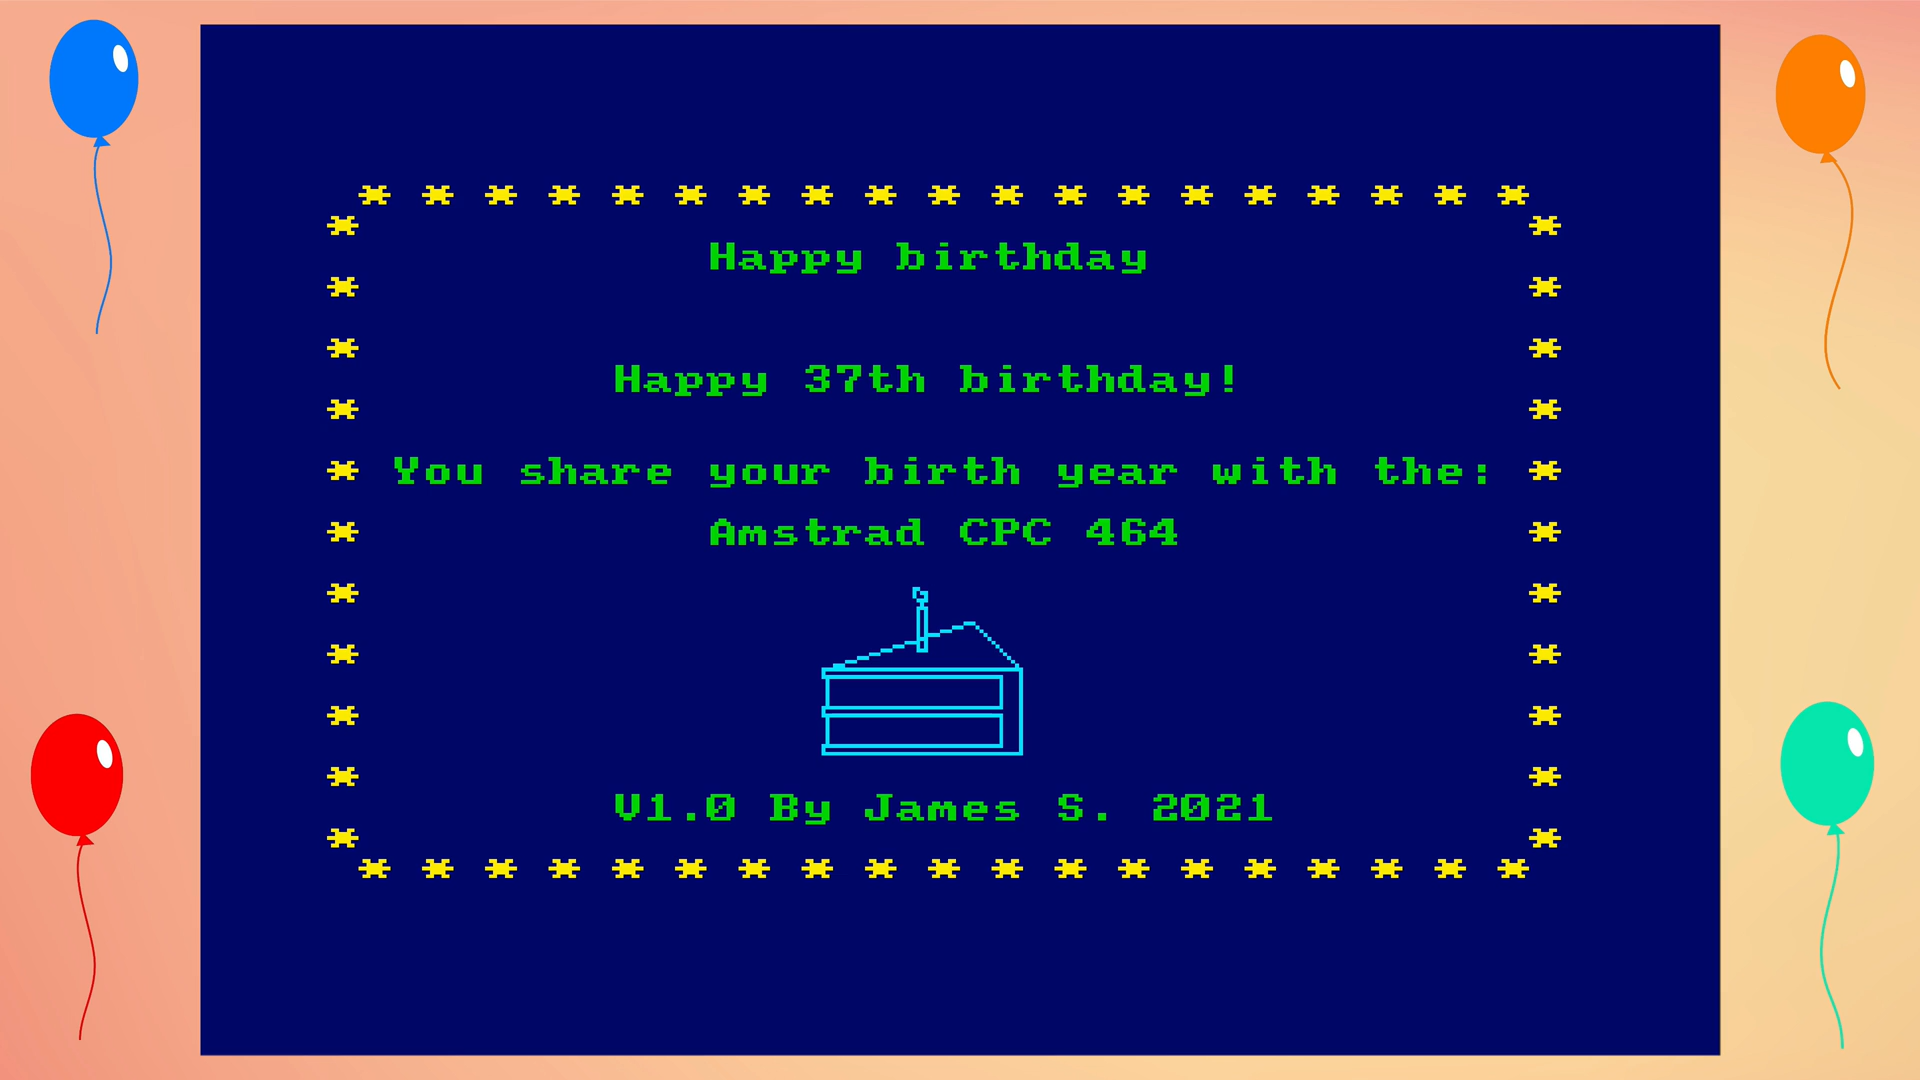 Happy birthday
Happy 37th birthday!
You share your birth year with the:
Amstrad CPC 464
V1.0 By James S. 2021